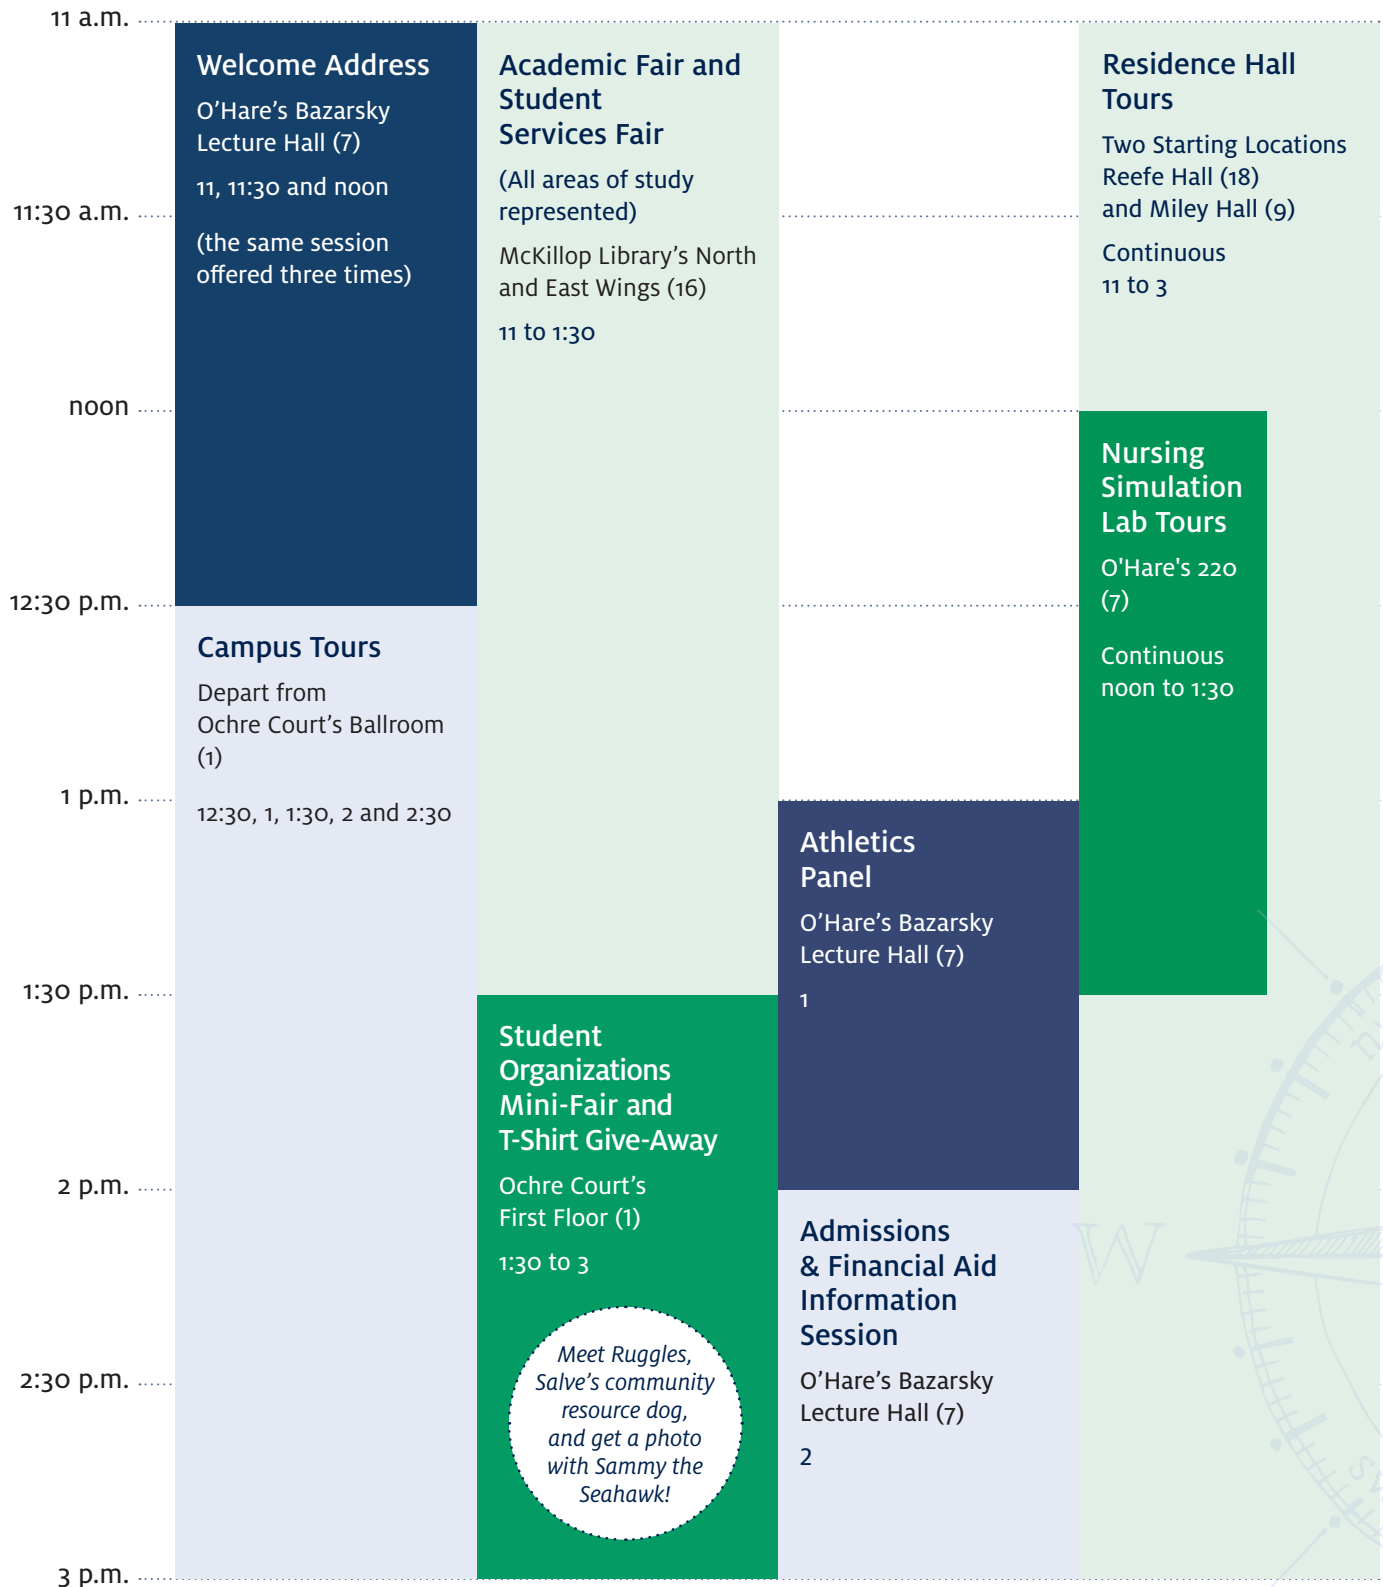 11 a.m.
11:30 a.m.
noon
12:30 p.m.
1 p.m.
1:30 p.m.
2 p.m.
2:30 p.m.
3 p.m.
Welcome Address
O’Hare’s Bazarsky
Lecture Hall (7)
11, 11:30 and noon
(the same session
offered three times)
Campus Tours
Depart from
Ochre Court’s Ballroom
(1)
12:30, 1, 1:30, 2 and 2:30
Academic Fair and
Student
Services Fair
(All areas of study
represented)
McKillop Library’s North
and East Wings (16)
11 to 1:30
Student
Organizations
Mini-Fair and
T-Shirt Give-Away
Ochre Court’s
First Floor (1)
1:30 to 3
Meet Ruggles,
Salve’s community
resource dog,
and get a photo
with Sammy the
Seahawk!
Athletics
Panel
O’Hare’s Bazarsky
Lecture Hall (7)
1
Admissions
& Financial Aid
Information
Session
O’Hare’s Bazarsky
Lecture Hall (7)
2
Residence Hall
Tours
Two Starting Locations
Reefe Hall (18)
and Miley Hall (9)
Continuous
11 to 3
Nursing
Simulation
Lab Tours
O'Hare's 220
(7)
Continuous
noon to 1:30
W